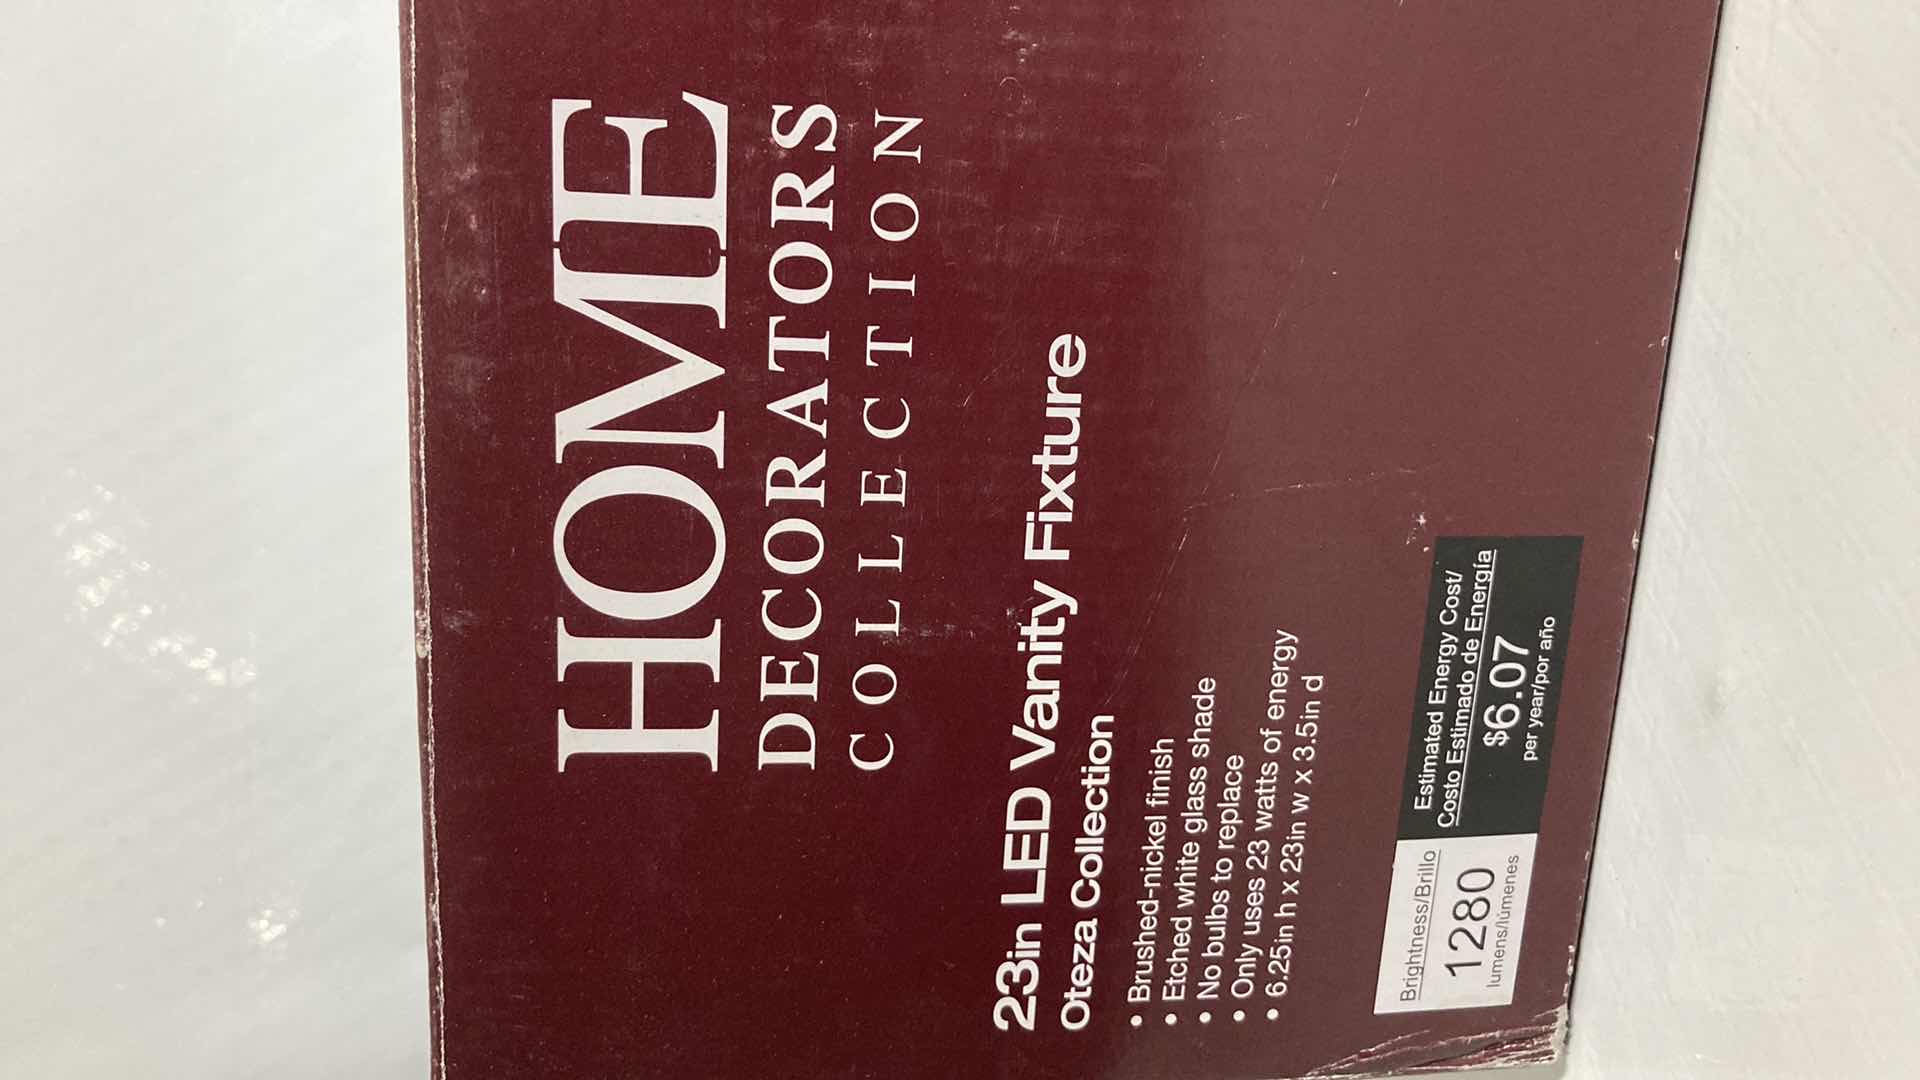 HOME
DECORATORS
COLLECTION
23in LED Vanity Fixture
Oteza Collection
• Brushed-nickel finish
• Etched white glass shade
• No bulbs to replace
• Only uses 23 watts of energy
• 6.25in h x 23in w x 3.5in d
Brightness/Brillo
1280
lumens/lúmenes
Estimated Energy Cost/
Costo Estimado de Energía
$6.07
per year/por año